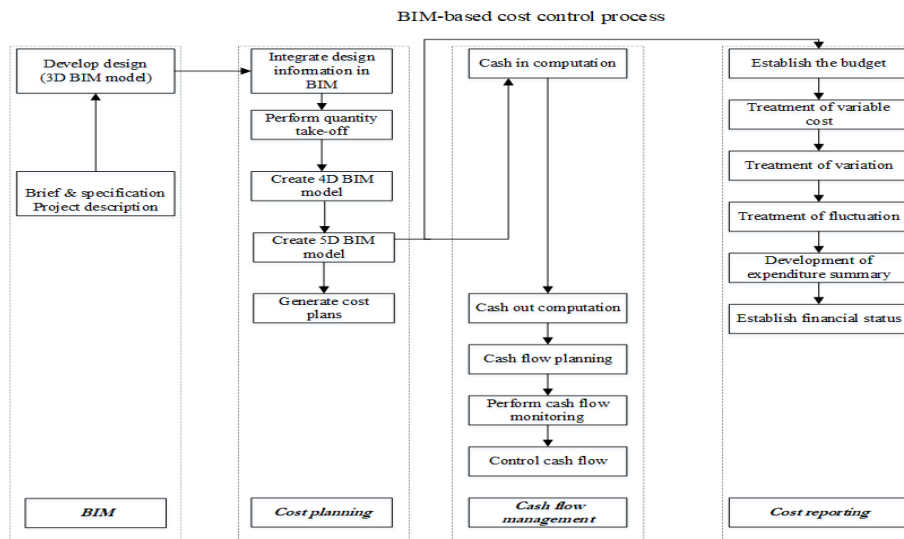 BIM-based cost control process
Develop design
(3D BIM model)
Brief & specification
Project description
BIM
Integrate design
information in
BIM
Perform quantity
take-off
Create 4D BIM
model
Create 5D BIM
model
Generate cost
plans
Cost planning
Cash in computation
Cash out computation
Cash flow planning
Perform cash flow
monitoring
Control cash flow
Cash flow
management
Establish the budget
Treatment of variable
cost
Treatment of variation
Treatment of fluctuation
Development of
expenditure summary
Establish financial status
Cost reporting